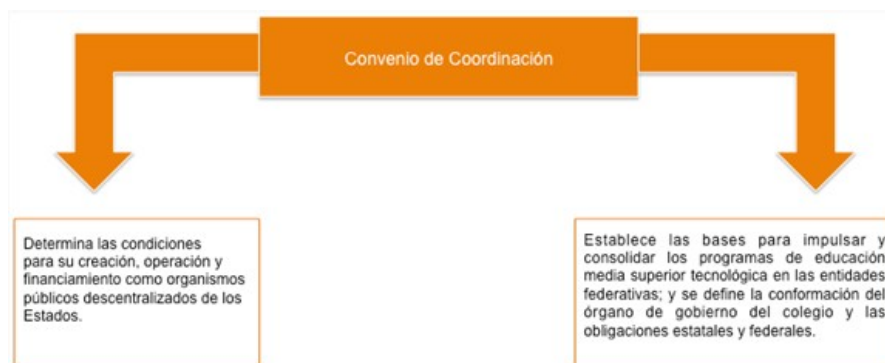 Convenio de Coordinación
Determina las condiciones
para su creación, operación y
financiamiento como organismos
públicos descentralizados de los
Estados.
Establece las bases para impulsar y
consolidar los programas de educación
media superior tecnológica en las entidades
federativas; y se define la conformación del
órgano de gobierno del colegio y las
obligaciones estatales y federales.